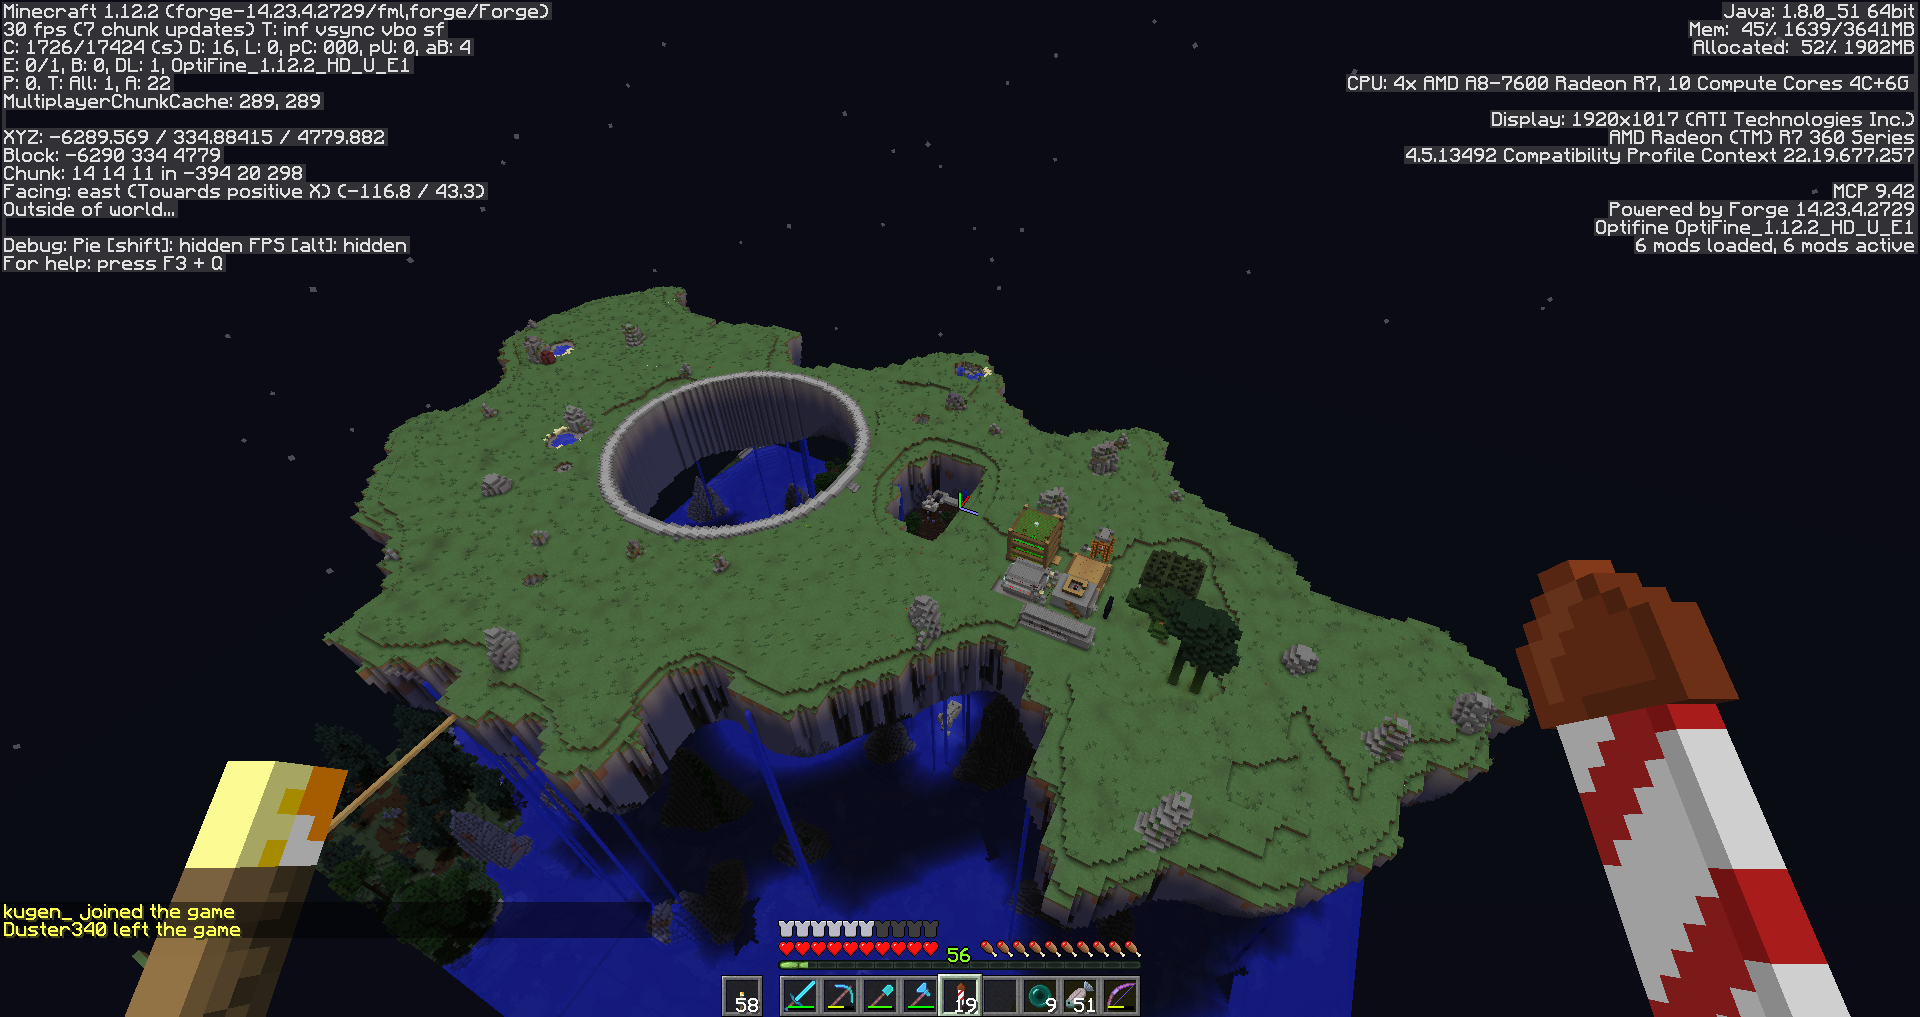 Minecraft 1.12.2 (forge-14.23.4.2729/fml,forge/Forge)
30 fps (7 chunk updates) T: inf vsync vbo sf
C: 1726/17424 (s) D: 16, L: 0, pC: 000, pU: 0, aB: 4
E: 0/1, B: 0, DL: 1, OptiFine_1.12.2_HD_U_E1
P: 0. T: All: 1, A: 22
MultiplayerChunkCache: 289, 289
XYZ: -6289.569 / 334.88415 / 4779.882
Block: -6290 334 4779
Chunk: 14 14 11 in -394 20 298
Facing: east (Towards positive X) (-116.8 / 43.3)
Outside of world...
Debug: Pie [shift]: hidden FPS [alt]: hidden
For help: press F3 + Q
Java: 1.8.0_51 64bit
Mem: 45% 1639/3641MB
Allocated: 52% 1902MB
CPU: 4x AMD A8-7600 Radeon R7, 10 Compute Cores 4C+6G
Display: 1920x1017 (ATI Technologies Inc.)
AMD Radeon (TM) R7 360 Series
4.5.13492 Compatibility Profile Context 22.19.677.257
MCP 9.42
Powered by Forge 14.23.4.2729
Optifine OptiFine_1.12.2_HD_U_E1
6 mods loaded, 6 mods active
kugen_ joined the game
Duster340 left the game
56
58
19
9
51